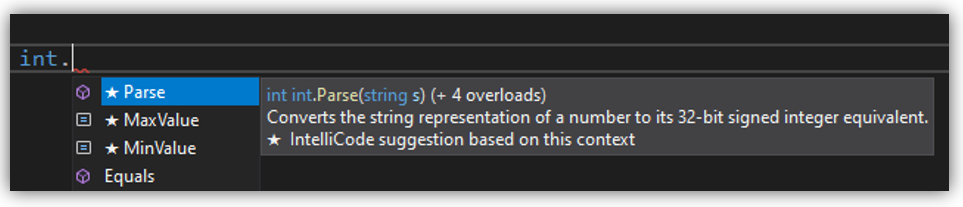 int.
★ Parse
★ MaxValue
★ MinValue
Equals
int int.Parse(string s) (+ 4 overloads)
Converts the string representation of a number to its 32-bit signed integer equivalent.
★ IntelliCode suggestion based on this context